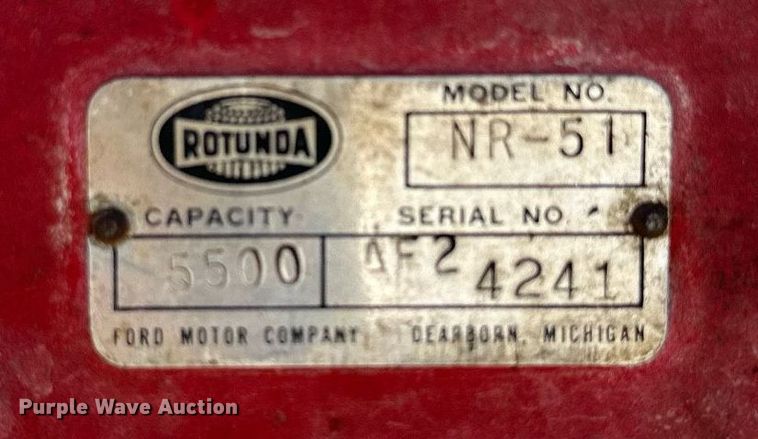 ROTUNDA
MODEL NO.
NR-51
CAPACITY
SERIAL NO.
5500
AF2 4241
FORD MOTOR COMPANY DEARBORN, MICHIGAN
Purple Wave Auction